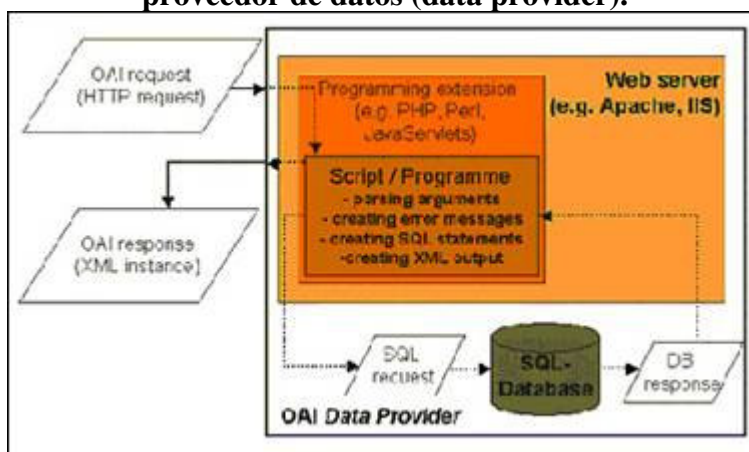 proveedor de datos (data provider).
OAI request
(HTTP request)
Programming extension
(e.g. PHP, Perl,
JavaServlets)
Web server
(e.g. Apache, IIS)
Script / Programme
- parsing arguments
- creating error messages
- creating SQL statements
-creating XML output
OAI response
(XML instance)
SQL
request
SQL-
Database
DB
response
OAI Data Provider